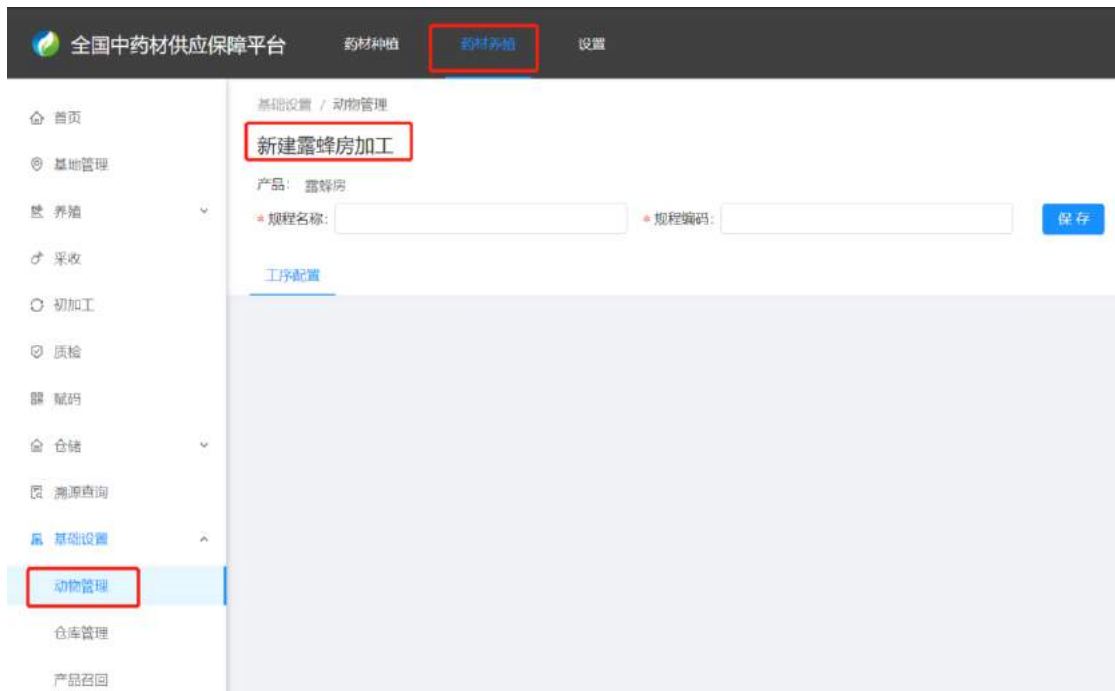 全国中药材供应保障平台
药材种植
药材养殖
设置
首页
基地管理
养殖
采收
初加工
质检
赋码
仓储
溯源查询
基础设置
动物管理
仓库管理
产品召回
基础设置 / 动物管理
新建露蜂房加工
产品： 露蜂房
* 规程名称:
* 规程编码:
保存
工序配置